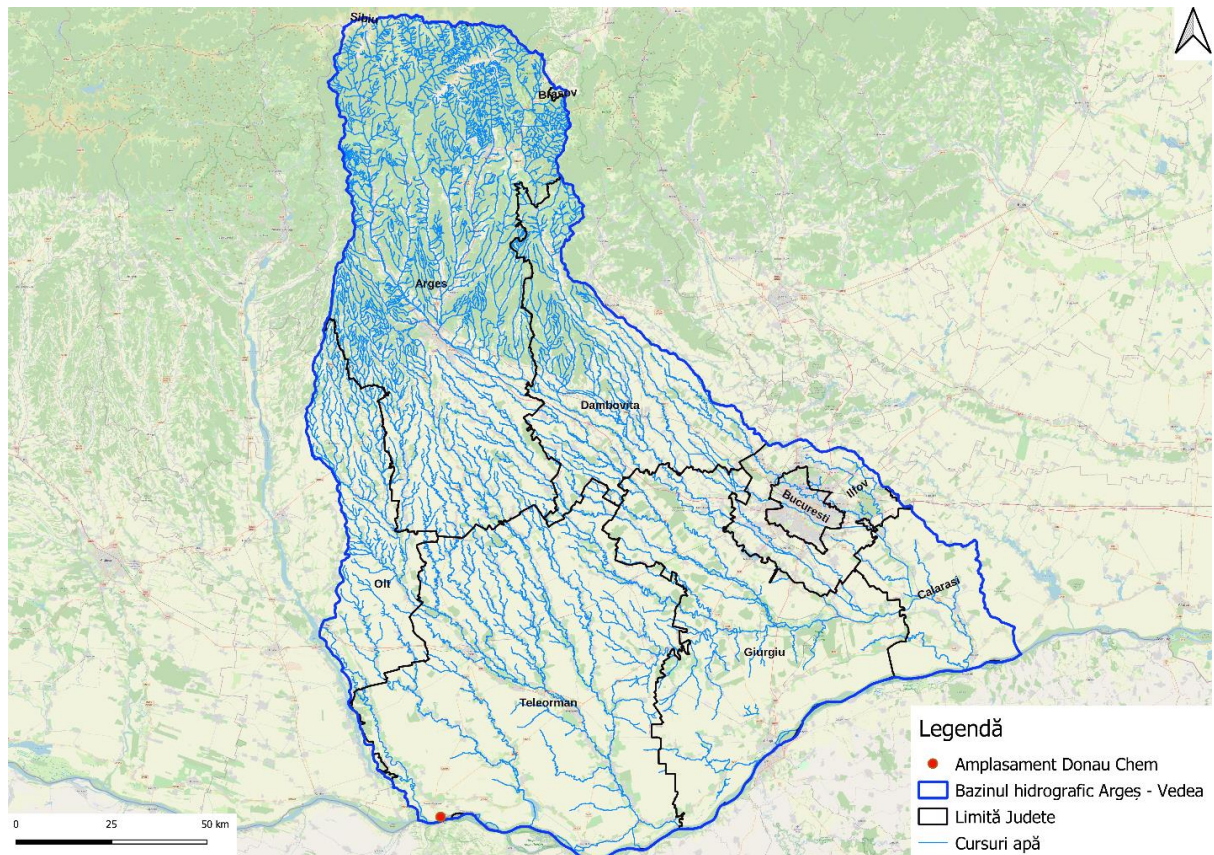 Sibiu
Brasov
Arges
Dambovita
Ilfov
Bucuresti
Olt
Calarasi
Giurgiu
Teleorman
Legendă
Amplasament Donau Chem
Bazinul hidrografic Argeș - Vedea
Limită Judete
Cursuri apă
0 25 50 km